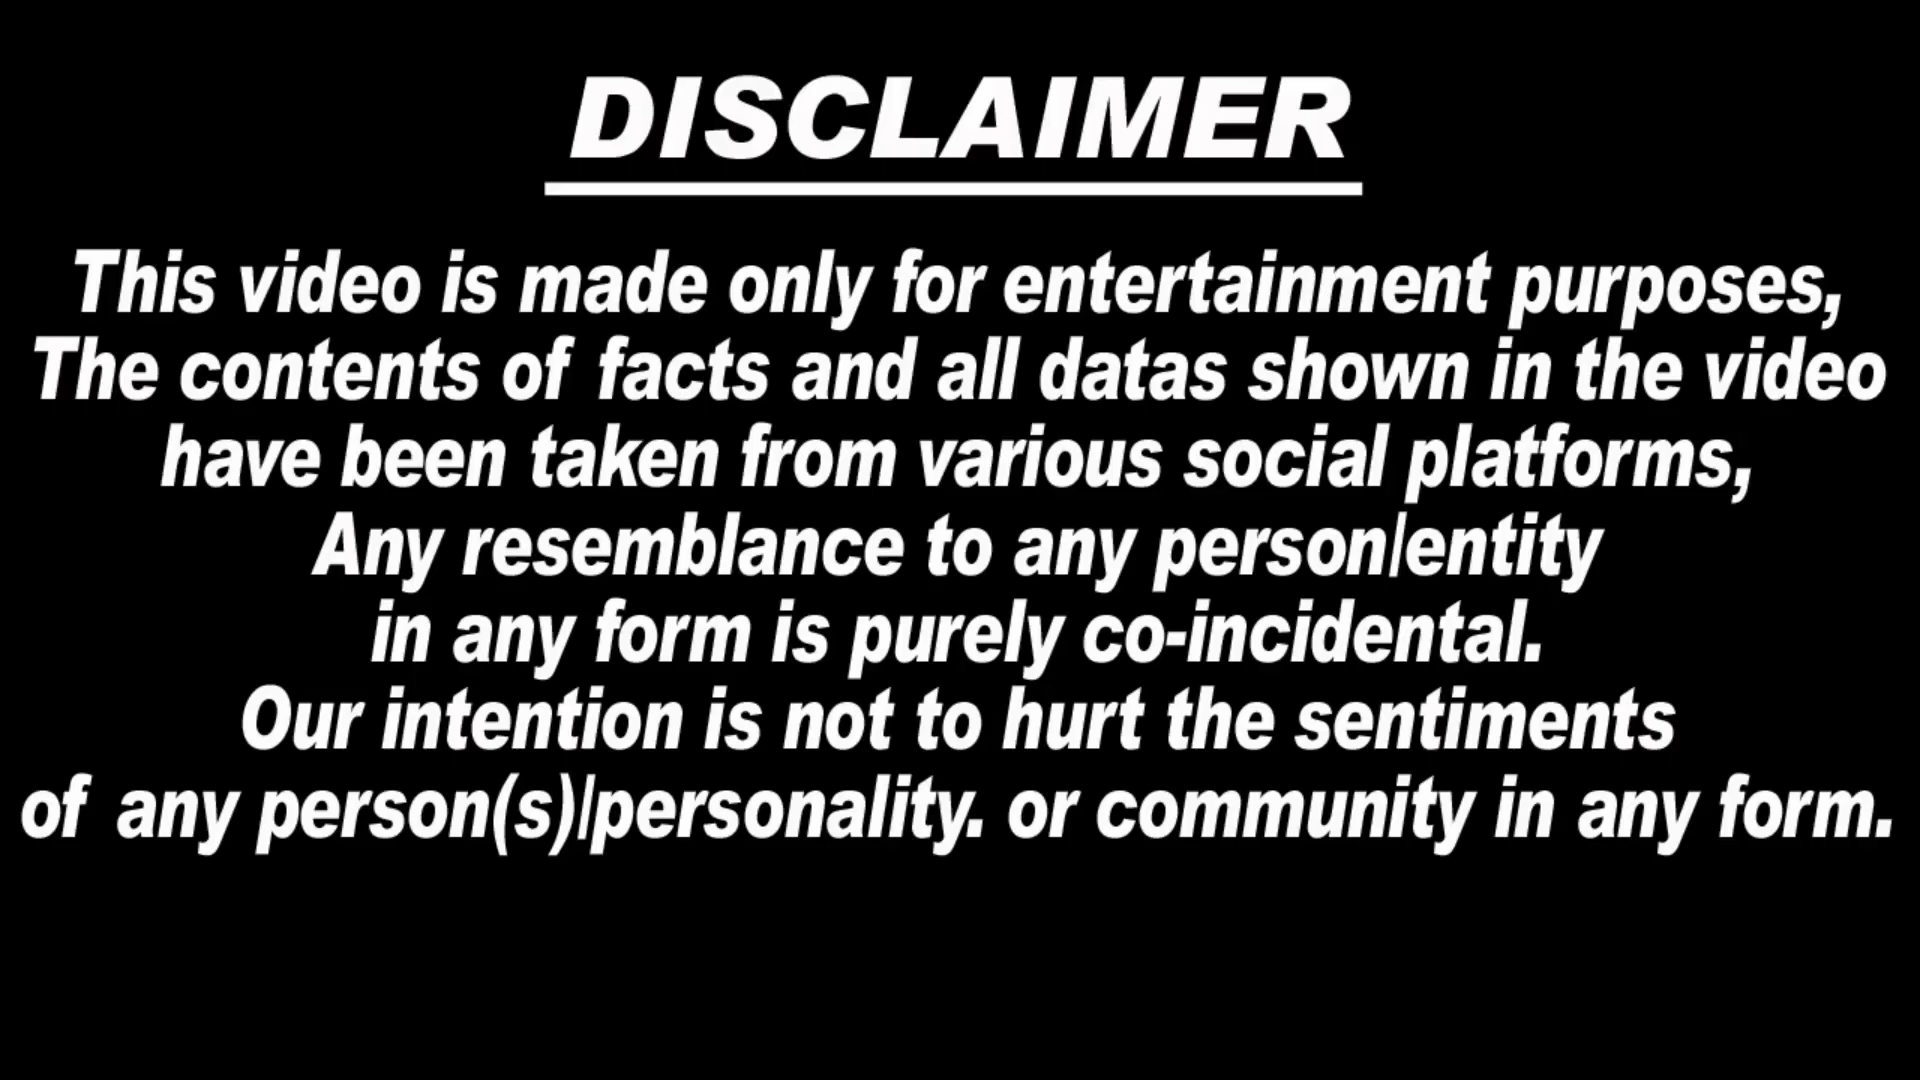 DISCLAIMER
This video is made only for entertainment purposes,
The contents of facts and all datas shown in the video
have been taken from various social platforms,
Any resemblance to any person/entity
in any form is purely co-incidental.
Our intention is not to hurt the sentiments
of any person(s)/personality. or community in any form.